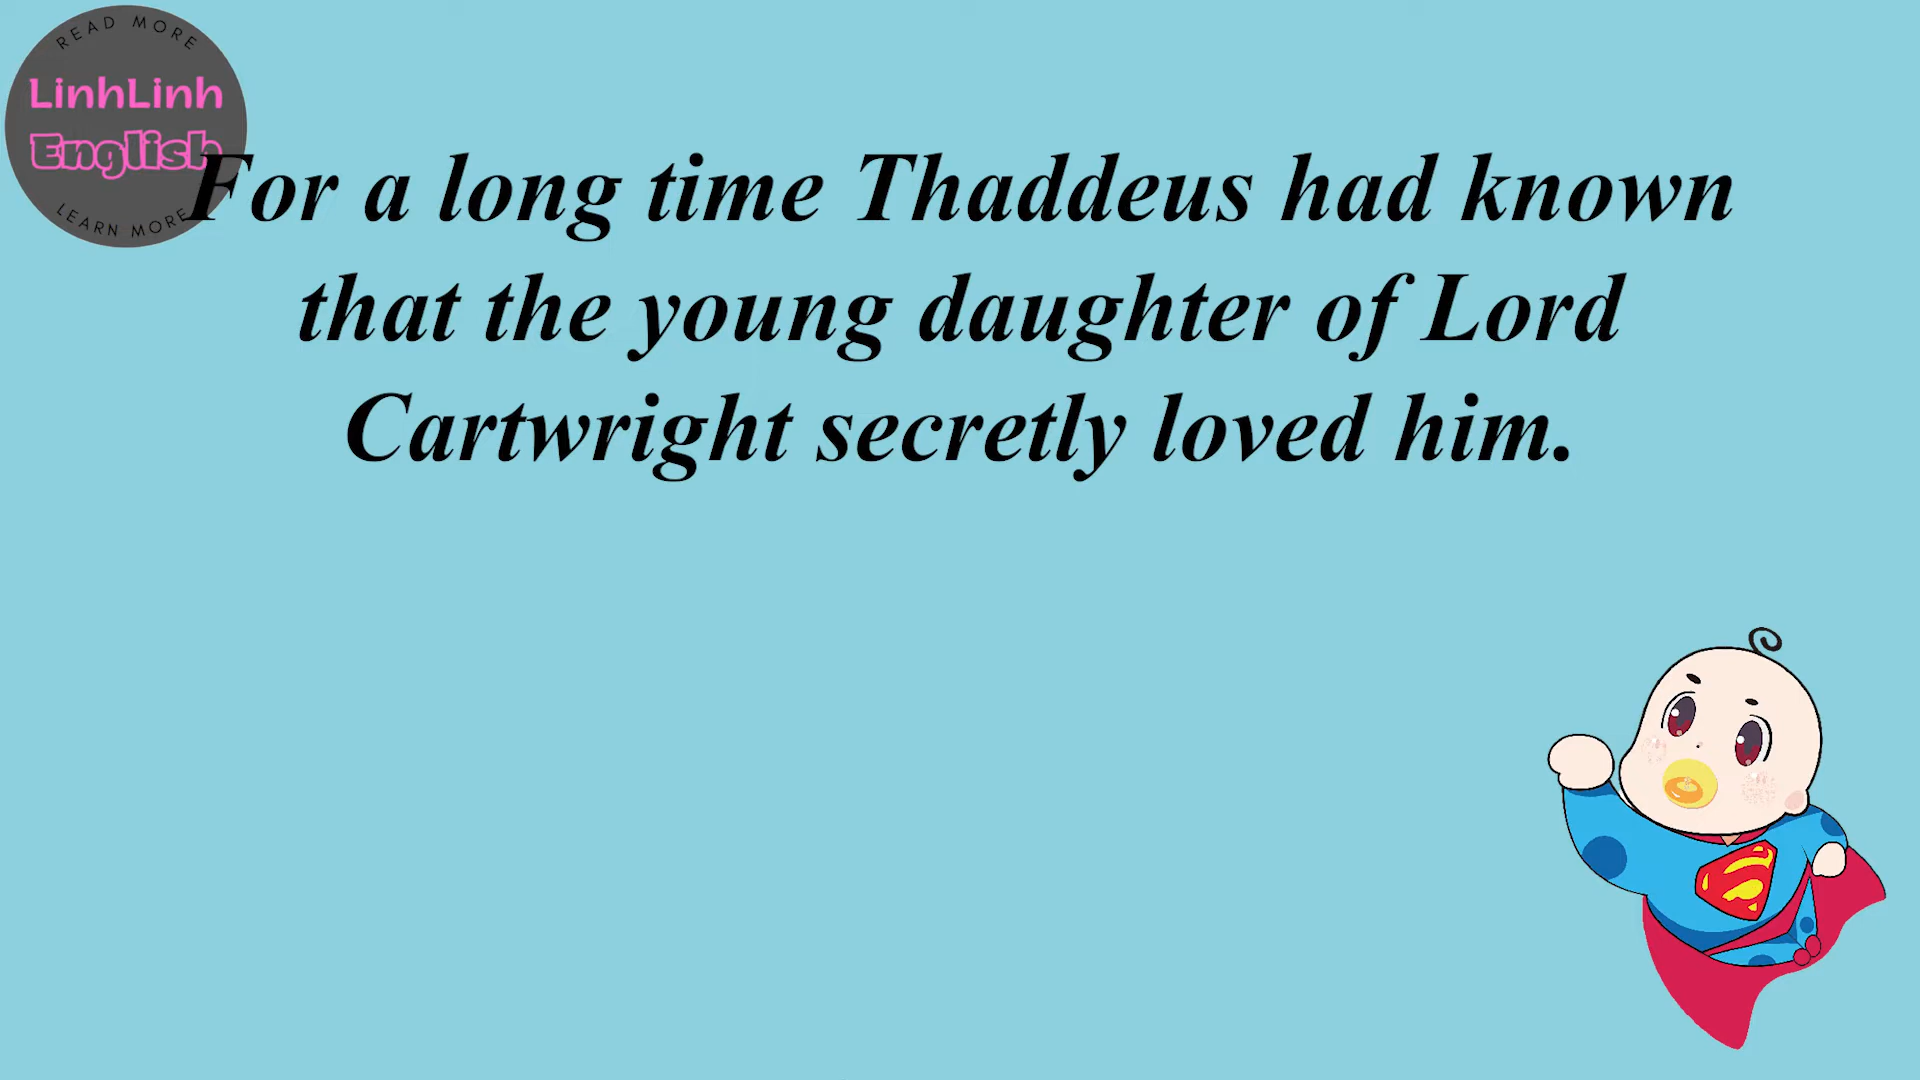 READ MORE
LinhLinh
English
LEARN MORE
For a long time Thaddeus had known
that the young daughter of Lord
Cartwright secretly loved him.